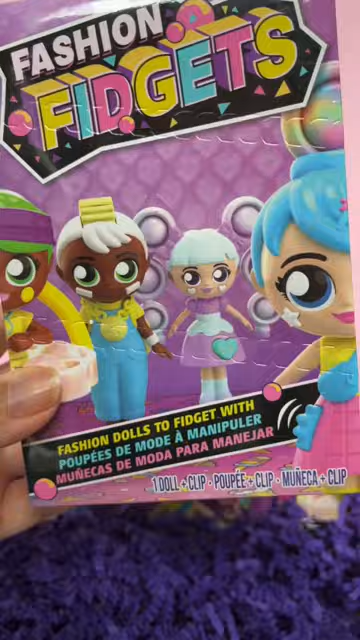 FASHION
FIDGETS
FASHION DOLLS TO FIDGET WITH
POUPÉES DE MODE À MANIPULER
MUÑECAS DE MODA PARA MANEJAR
1 DOLL + CLIP · POUPÉE + CLIP · MUÑECA + CLIP